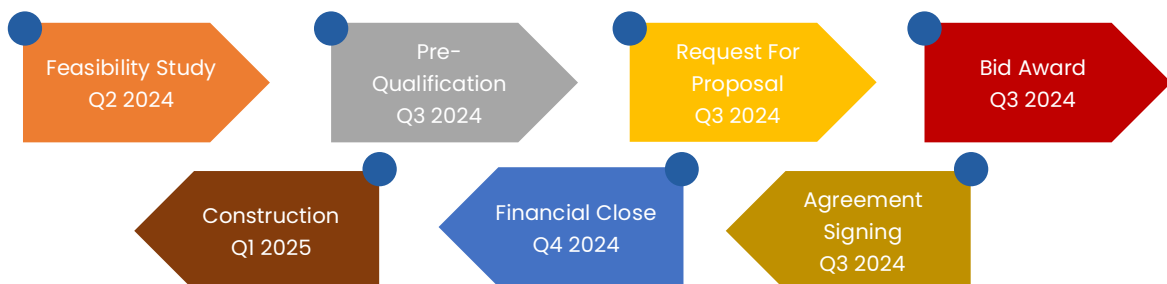 Feasibility Study
Q2 2024
Pre-
Qualification
Q3 2024
Request For
Proposal
Q3 2024
Bid Award
Q3 2024
Construction
Q1 2025
Financial Close
Q4 2024
Agreement
Signing
Q3 2024